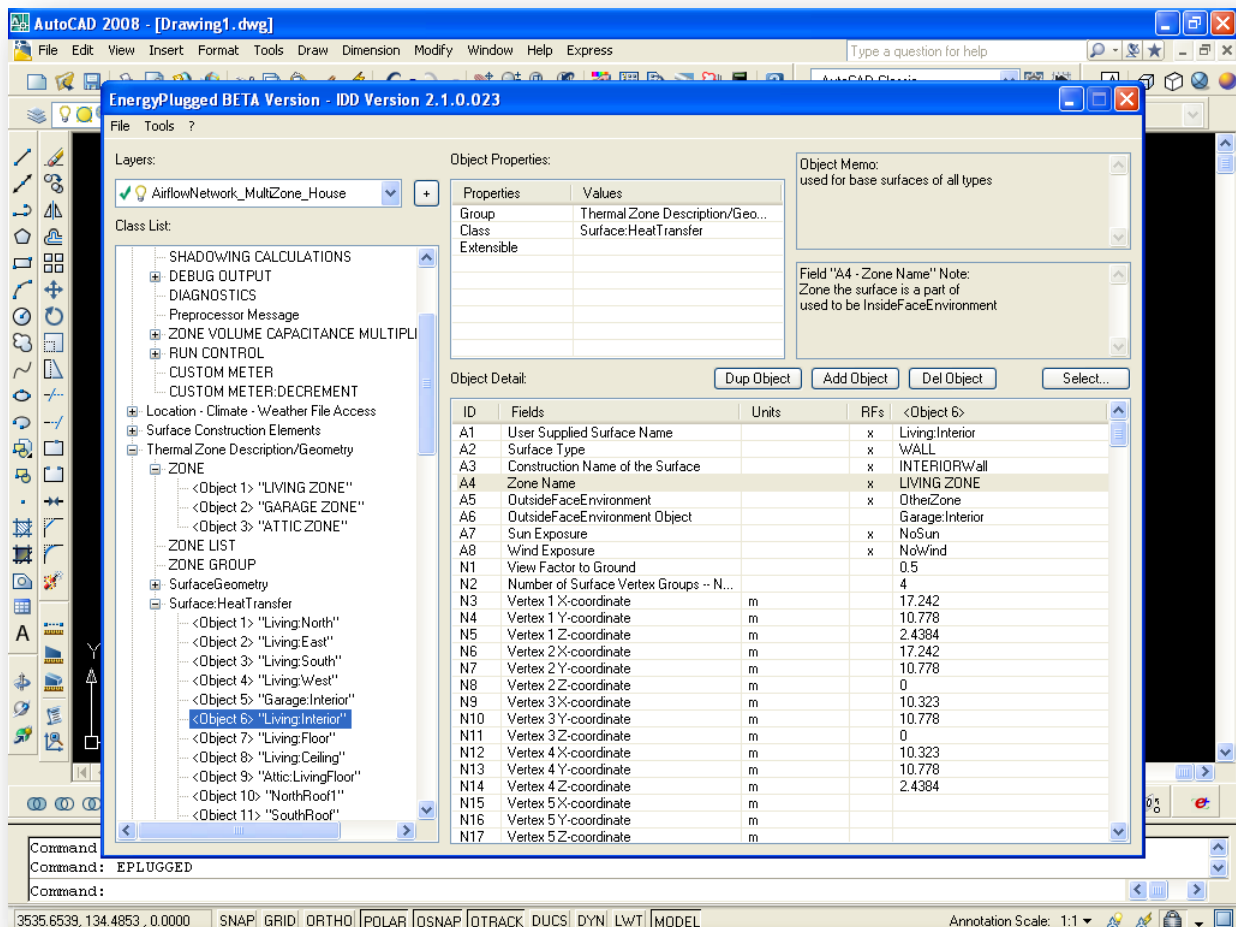 AutoCAD 2008 - [Drawing1.dwg]
File Edit View Insert Format Tools Draw Dimension Modify Window Help Express
Type a question for help
EnergyPlugged BETA Version - IDD Version 2.1.0.023
File Tools ?
Layers:
AirflowNetwork_MultiZone_House
+
Class List:
SHADOWING CALCULATIONS
DEBUG OUTPUT
DIAGNOSTICS
Preprocessor Message
ZONE VOLUME CAPACITANCE MULTIPLI
RUN CONTROL
CUSTOM METER
CUSTOM METER:DECREMENT
Location - Climate - Weather File Access
Surface Construction Elements
Thermal Zone Description/Geometry
ZONE
<Object 1> "LIVING ZONE"
<Object 2> "GARAGE ZONE"
<Object 3> "ATTIC ZONE"
ZONE LIST
ZONE GROUP
SurfaceGeometry
Surface:HeatTransfer
<Object 1> "Living:North"
<Object 2> "Living:East"
<Object 3> "Living:South"
<Object 4> "Living:West"
<Object 5> "Garage:Interior"
<Object 6> "Living:Interior"
<Object 7> "Living:Floor"
<Object 8> "Living:Ceiling"
<Object 9> "Attic:LivingFloor"
<Object 10> "NorthRoof1"
<Object 11> "SouthRoof"
Object Properties:
Properties Values
Group Thermal Zone Description/Geo...
Class Surface:HeatTransfer
Extensible
Object Memo:
used for base surfaces of all types
Field "A4 - Zone Name" Note:
Zone the surface is a part of
used to be InsideFaceEnvironment
Object Detail:
Dup Object Add Object Del Object Select...
ID Fields Units RFs <Object 6>
A1 User Supplied Surface Name x Living:Interior
A2 Surface Type x WALL
A3 Construction Name of the Surface x INTERIORWall
A4 Zone Name x LIVING ZONE
A5 OutsideFaceEnvironment x OtherZone
A6 OutsideFaceEnvironment Object Garage:Interior
A7 Sun Exposure x NoSun
A8 Wind Exposure x NoWind
N1 View Factor to Ground 0.5
N2 Number of Surface Vertex Groups -- N... 4
N3 Vertex 1 X-coordinate m 17.242
N4 Vertex 1 Y-coordinate m 10.778
N5 Vertex 1 Z-coordinate m 2.4384
N6 Vertex 2 X-coordinate m 17.242
N7 Vertex 2 Y-coordinate m 10.778
N8 Vertex 2 Z-coordinate m 0
N9 Vertex 3 X-coordinate m 10.323
N10 Vertex 3 Y-coordinate m 10.778
N11 Vertex 3 Z-coordinate m 0
N12 Vertex 4 X-coordinate m 10.323
N13 Vertex 4 Y-coordinate m 10.778
N14 Vertex 4 Z-coordinate m 2.4384
N15 Vertex 5 X-coordinate m
N16 Vertex 5 Y-coordinate m
N17 Vertex 5 Z-coordinate m
A
Y
Command
Command: EPLUGGED
Command:
3535.6539, 134.4853, 0.0000 SNAP GRID ORTHO POLAR OSNAP OTRACK DUCS DYN LWT MODEL Annotation Scale: 1:1